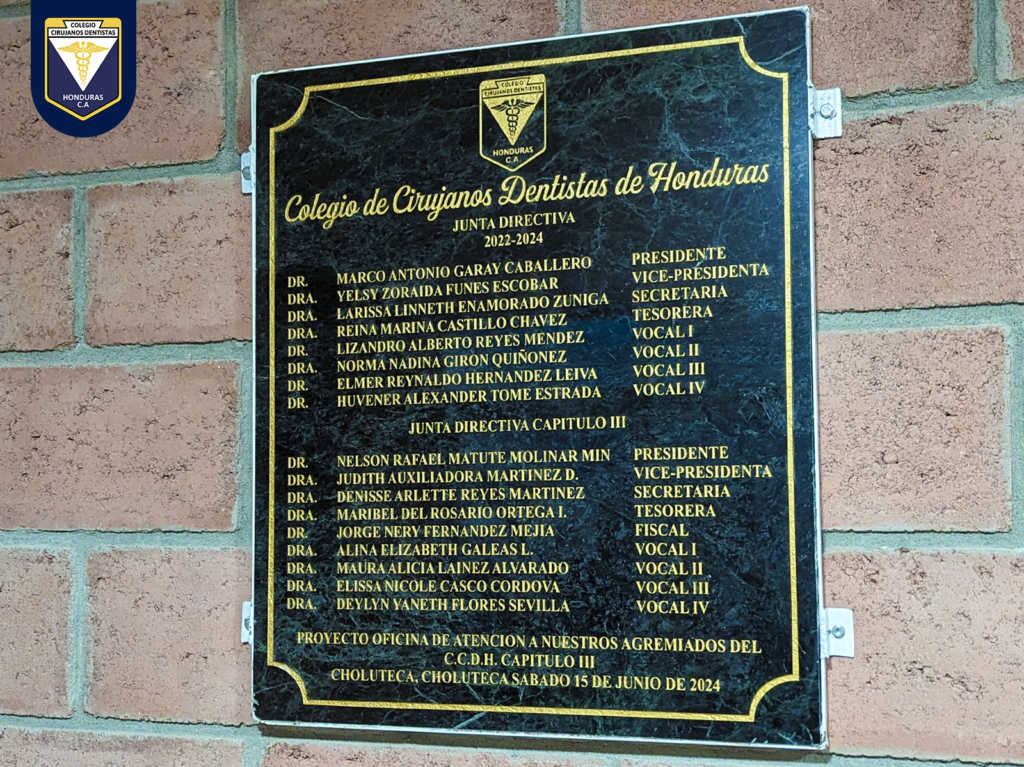 COLEGIO
CIRUJANOS DENTISTAS
HONDURAS
C.A
COLEGIO
CIRUJANOS DENTISTAS
HONDURAS
C.A.
Colegio de Cirujanos Dentistas de Honduras
JUNTA DIRECTIVA
2022-2024
DR. MARCO ANTONIO GARAY CABALLERO PRESIDENTE
DRA. YELSY ZORAIDA FUNES ESCOBAR VICE-PRESIDENTA
DRA. LARISSA LINNETH ENAMORADO ZUNIGA SECRETARIA
DRA. REINA MARINA CASTILLO CHAVEZ TESORERA
DR. LIZANDRO ALBERTO REYES MENDEZ VOCAL I
DRA. NORMA NADINA GIRON QUIÑONEZ VOCAL II
DR. ELMER REYNALDO HERNANDEZ LEIVA VOCAL III
DR. HUVENER ALEXANDER TOME ESTRADA VOCAL IV
JUNTA DIRECTIVA CAPITULO III
DR. NELSON RAFAEL MATUTE MOLINAR MIN PRESIDENTE
DRA. JUDITH AUXILIADORA MARTINEZ D. VICE-PRESIDENTA
DRA. DENISSE ARLETTE REYES MARTINEZ SECRETARIA
DRA. MARIBEL DEL ROSARIO ORTEGA I. TESORERA
DR. JORGE NERY FERNANDEZ MEJIA FISCAL
DRA. ALINA ELIZABETH GALEAS L. VOCAL I
DRA. MAURA ALICIA LAINEZ ALVARADO VOCAL II
DRA. ELISSA NICOLE CASCO CORDOVA VOCAL III
DRA. DEYLYN YANETH FLORES SEVILLA VOCAL IV
PROYECTO OFICINA DE ATENCION A NUESTROS AGREMIADOS DEL
C.C.D.H. CAPITULO III
CHOLUTECA, CHOLUTECA SABADO 15 DE JUNIO DE 2024